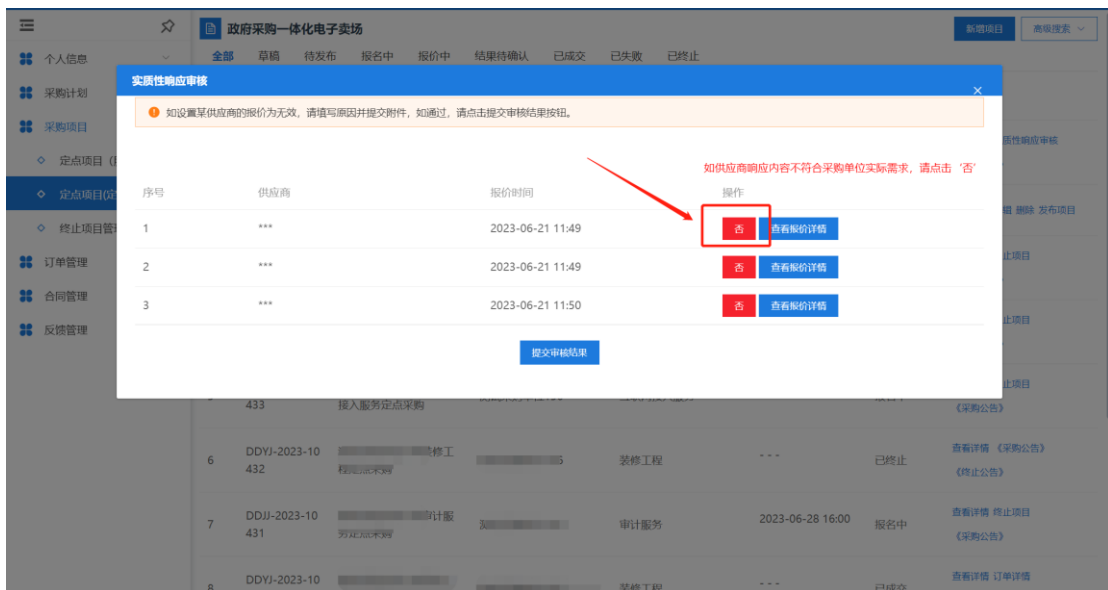 政府采购一体化电子卖场
新增项目
高级搜索
全部 草稿 待发布 报名中 报价中 结果待确认 已成交 已失败 已终止
个人信息
采购计划
采购项目
定点项目
定点项目(定
终止项目管
订单管理
合同管理
反馈管理
实质性响应审核
如设置某供应商的报价为无效，请填写原因并提交附件，如通过，请点击提交审核结果按钮。
如供应商响应内容不符合采购单位实际需求，请点击‘否’
序号 供应商 报价时间 操作
1 *** 2023-06-21 11:49 否 查看报价详情
2 *** 2023-06-21 11:49 否 查看报价详情
3 *** 2023-06-21 11:50 否 查看报价详情
提交审核结果
质性响应审核
辑 删除 发布项目
止项目
止项目
止项目
433
接入服务定点采购
《采购公告》
6 DDYJ-2023-10
432
修工
装修工程
- - -
已终止
查看详情 《采购公告》
《终止公告》
7 DDJJ-2023-10
431
审计服务
2023-06-28 16:00
报名中
查看详情 终止项目
《采购公告》
8 DDYJ-2023-10
装修工程
- - -
已成交
查看详情 订单详情